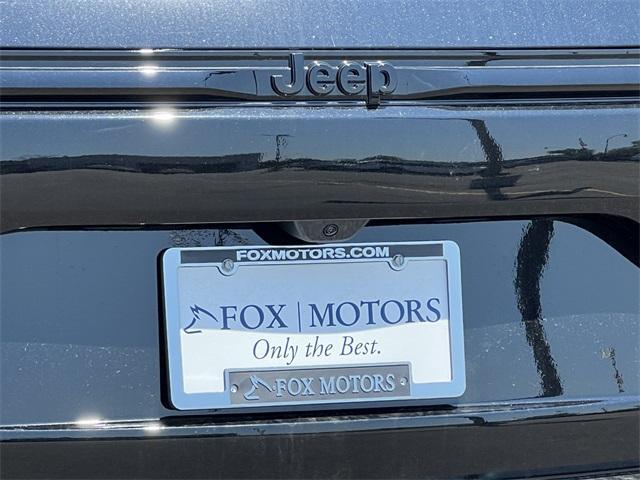 Jeep
FOXMOTORS.COM
FOX | MOTORS
Only the Best.
FOX MOTORS